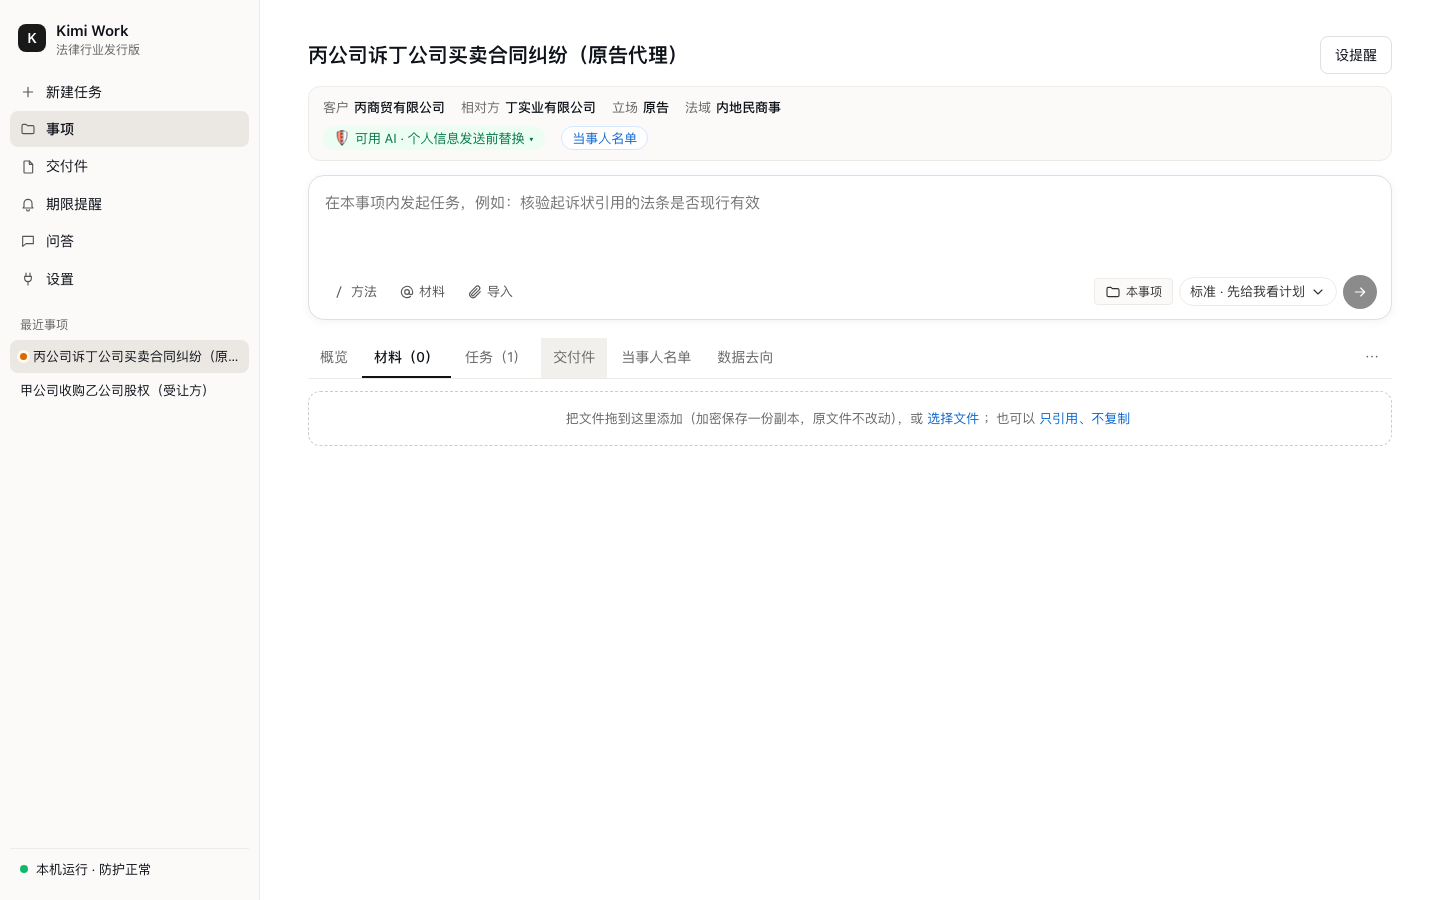 K
Kimi Work
法律行业发行版
新建任务
事项
交付件
期限提醒
问答
设置
最近事项
丙公司诉丁公司买卖合同纠纷（原...
甲公司收购乙公司股权（受让方）
本机运行 · 防护正常
丙公司诉丁公司买卖合同纠纷（原告代理）
设提醒
客户 丙商贸有限公司 相对方 丁实业有限公司 立场 原告 法域 内地民商事
可用 AI · 个人信息发送前替换 ▾ 当事人名单
在本事项内发起任务，例如：核验起诉状引用的法条是否现行有效
/ 方法 材料 导入 本事项 标准 · 先给我看计划
概览 材料（0） 任务（1） 交付件 当事人名单 数据去向 ···
把文件拖到这里添加（加密保存一份副本，原文件不改动），或 选择文件 ；也可以 只引用、不复制